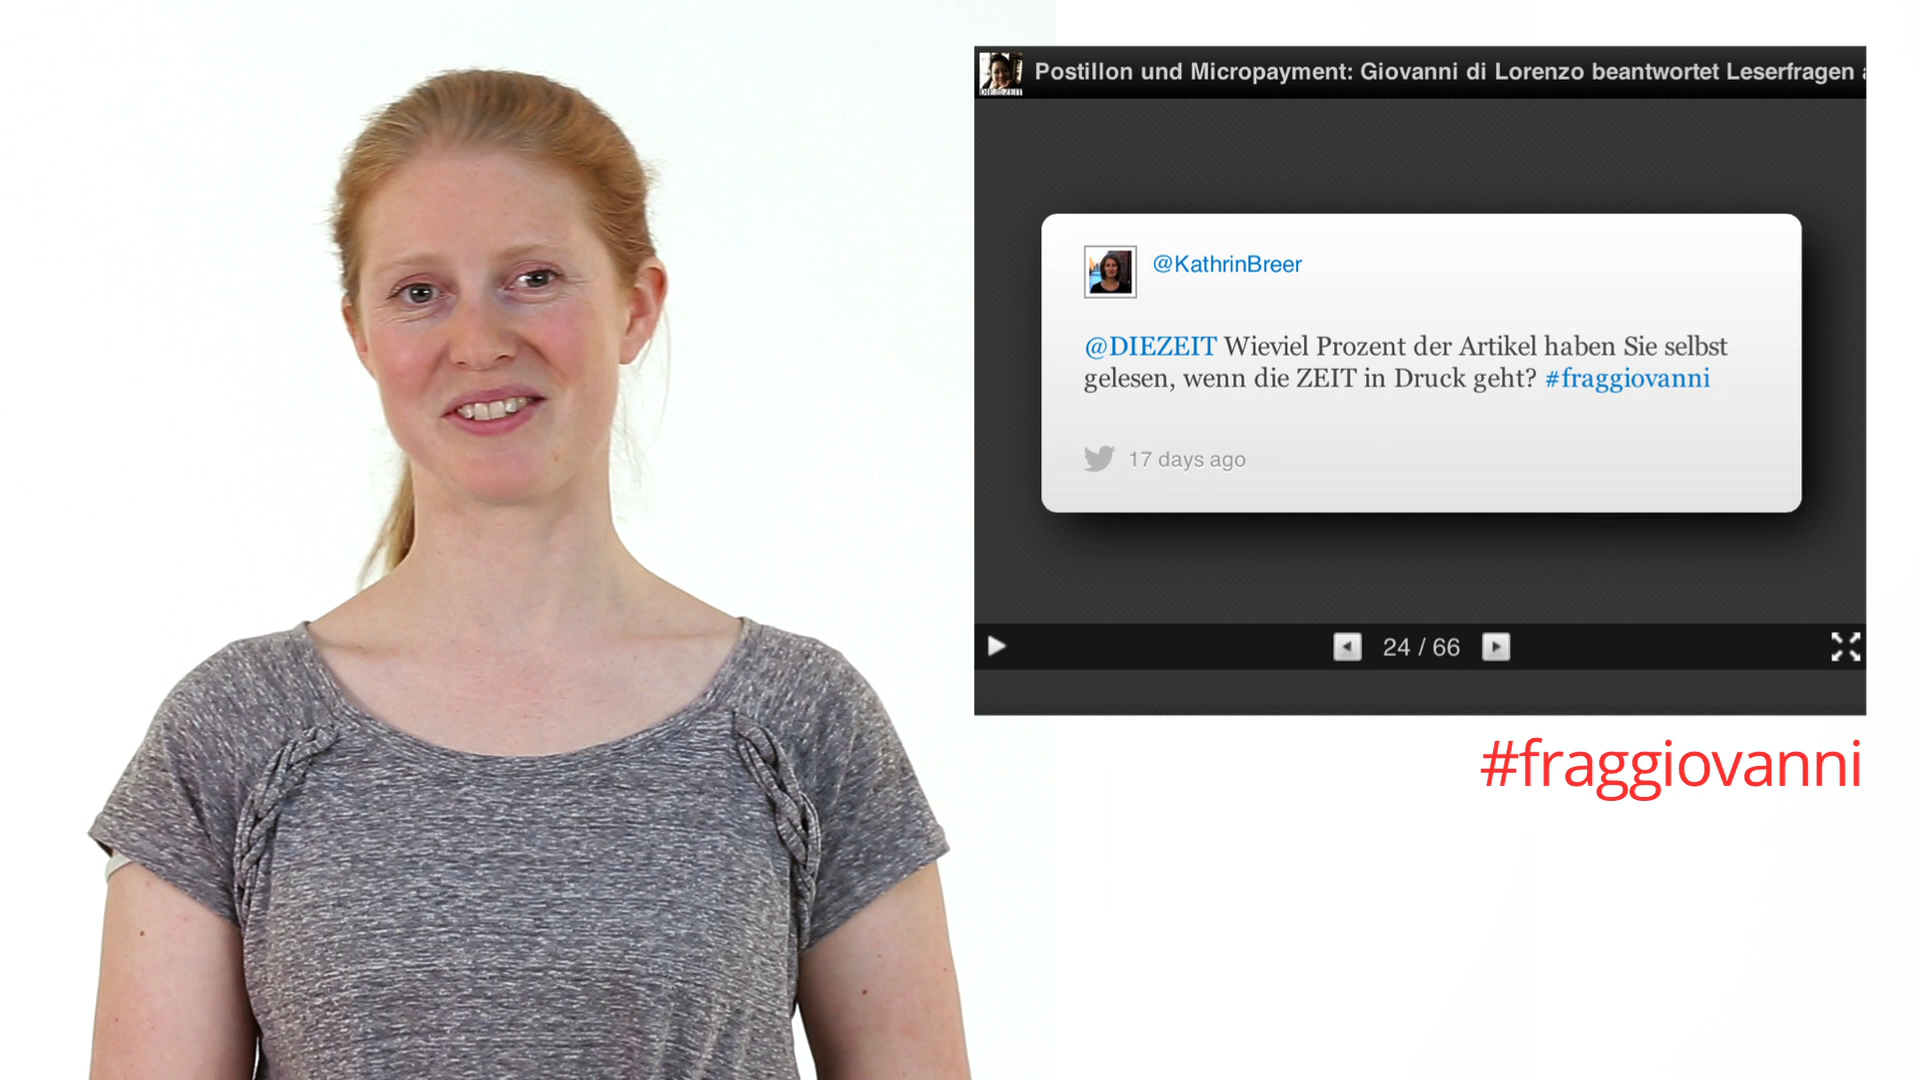 Postillon und Micropayment: Giovanni di Lorenzo beantwortet Leserfragen
@KathrinBreer
@DIEZEIT Wieviel Prozent der Artikel haben Sie selbst
gelesen, wenn die ZEIT in Druck geht? #fraggiovanni
17 days ago
24 / 66
#fraggiovanni